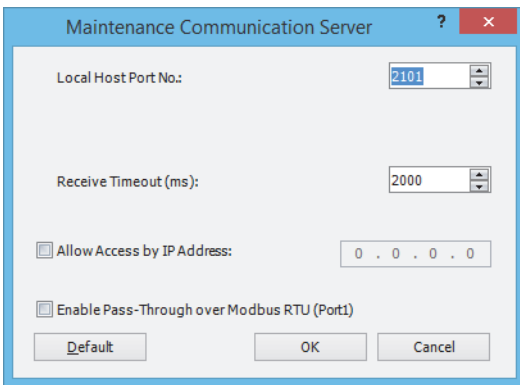 Maintenance Communication Server ? ×
Local Host Port No.: 2101
Receive Timeout (ms): 2000
Allow Access by IP Address: 0 . 0 . 0 . 0
Enable Pass-Through over Modbus RTU (Port1)
Default OK Cancel